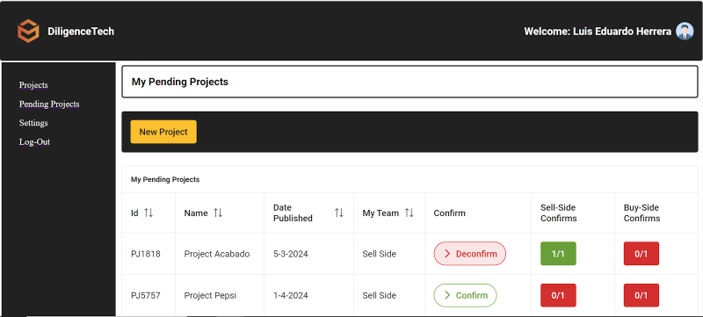 DiligenceTech
Welcome: Luis Eduardo Herrera
Projects
Pending Projects
Settings
Log-Out
My Pending Projects
New Project
My Pending Projects
Id Name Date Published My Team Confirm Sell-Side Confirms Buy-Side Confirms
PJ1818 Project Acabado 5-3-2024 Sell Side Deconfirm 1/1 0/1
PJ5757 Project Pepsi 1-4-2024 Sell Side Confirm 0/1 0/1